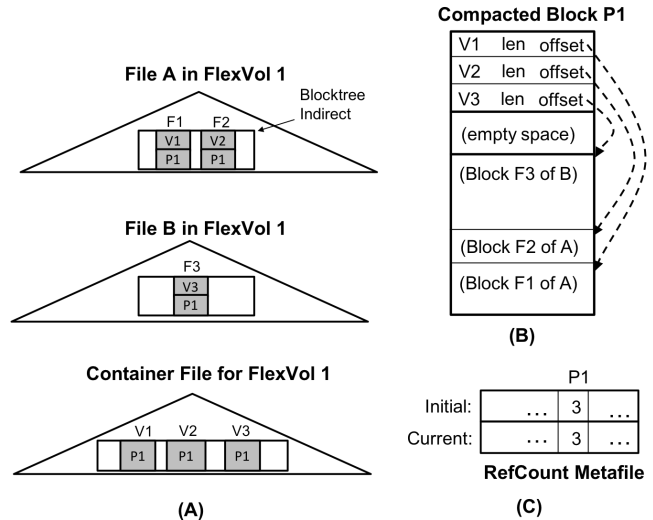 File A in FlexVol 1
Blocktree
Indirect
F1 F2
V1 V2
P1 P1
File B in FlexVol 1
F3
V3
P1
Container File for FlexVol 1
V1 V2 V3
P1 P1 P1
(A)
Compacted Block P1
V1 len offset
V2 len offset
V3 len offset
(empty space)
(Block F3 of B)
(Block F2 of A)
(Block F1 of A)
(B)
P1
Initial: ... 3 ...
Current: ... 3 ...
RefCount Metafile
(C)